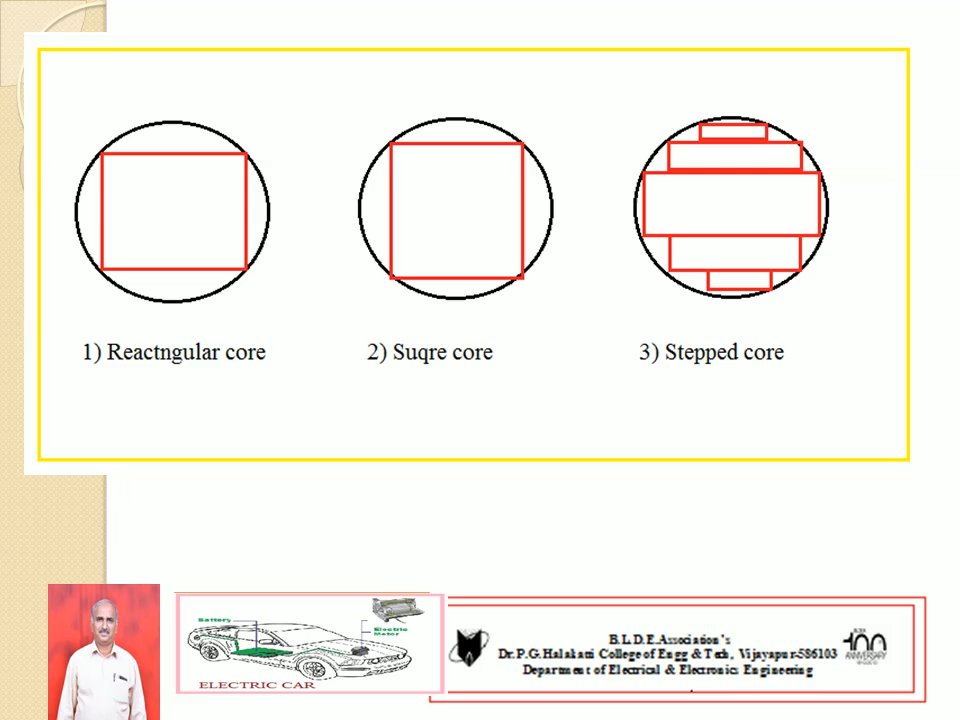 1) Reactngular core
2) Suqre core
3) Stepped core
Battery
Electric
Motor
ELECTRIC CAR
B.L.D.E.Association's
Dr.P.G.Halakatti College of Engg & Tech, Vijayapur-586103
Department of Electrical & Electronics Engineering
100
ANNIVERSARY